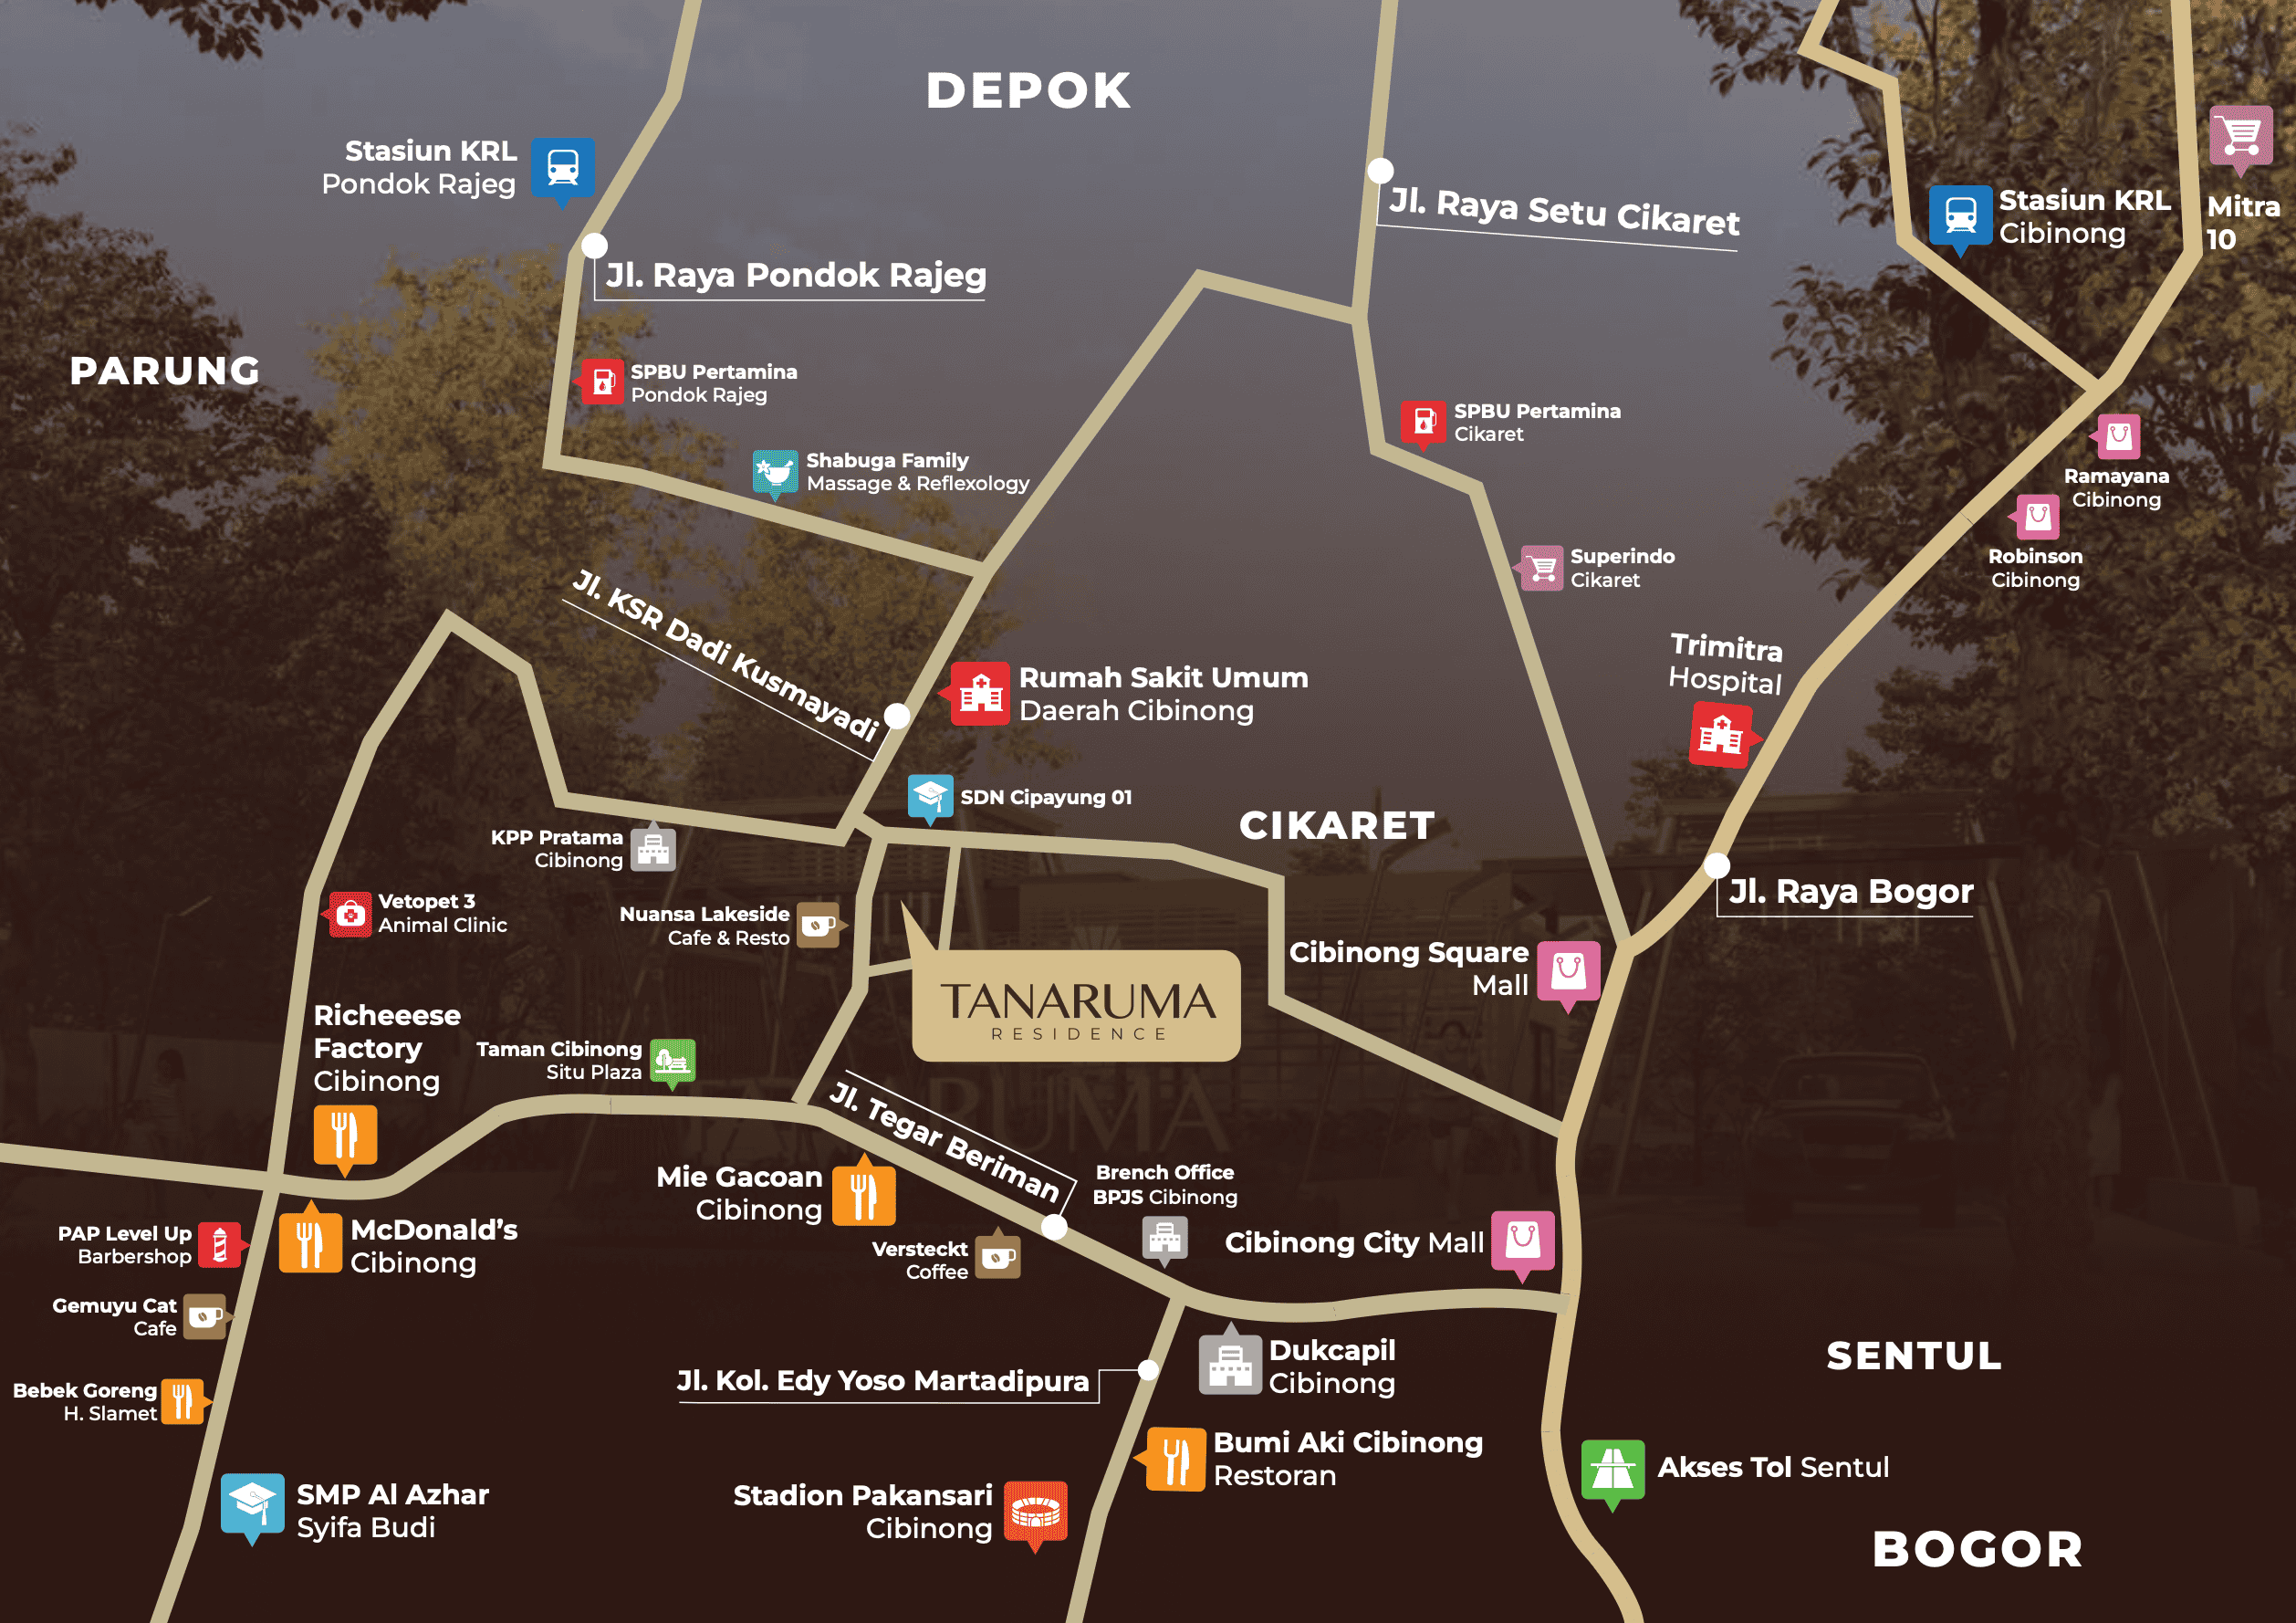 DEPOK
Stasiun KRL
Pondok Rajeg
Jl. Raya Setu Cikaret
Stasiun KRL
Cibinong
Mitra
10
Jl. Raya Pondok Rajeg
PARUNG
SPBU Pertamina
Pondok Rajeg
SPBU Pertamina
Cikaret
Shabuga Family
Massage & Reflexology
Ramayana
Cibinong
Robinson
Cibinong
Superindo
Cikaret
Jl. KSR Dadi Kusmayadi
Trimitra
Hospital
Rumah Sakit Umum
Daerah Cibinong
SDN Cipayung 01
CIKARET
KPP Pratama
Cibinong
Jl. Raya Bogor
Vetopet 3
Animal Clinic
Nuansa Lakeside
Cafe & Resto
Cibinong Square
Mall
TANARUMA
RESIDENCE
Richeeese
Factory
Cibinong
Taman Cibinong
Situ Plaza
Jl. Tegar Beriman
Mie Gacoan
Cibinong
Brench Office
BPJS Cibinong
PAP Level Up
Barbershop
McDonald's
Cibinong
Versteckt
Coffee
Cibinong City Mall
Gemuyu Cat
Cafe
Dukcapil
Cibinong
SENTUL
Jl. Kol. Edy Yoso Martadipura
Bebek Goreng
H. Slamet
Bumi Aki Cibinong
Restoran
Akses Tol Sentul
SMP Al Azhar
Syifa Budi
Stadion Pakansari
Cibinong
BOGOR